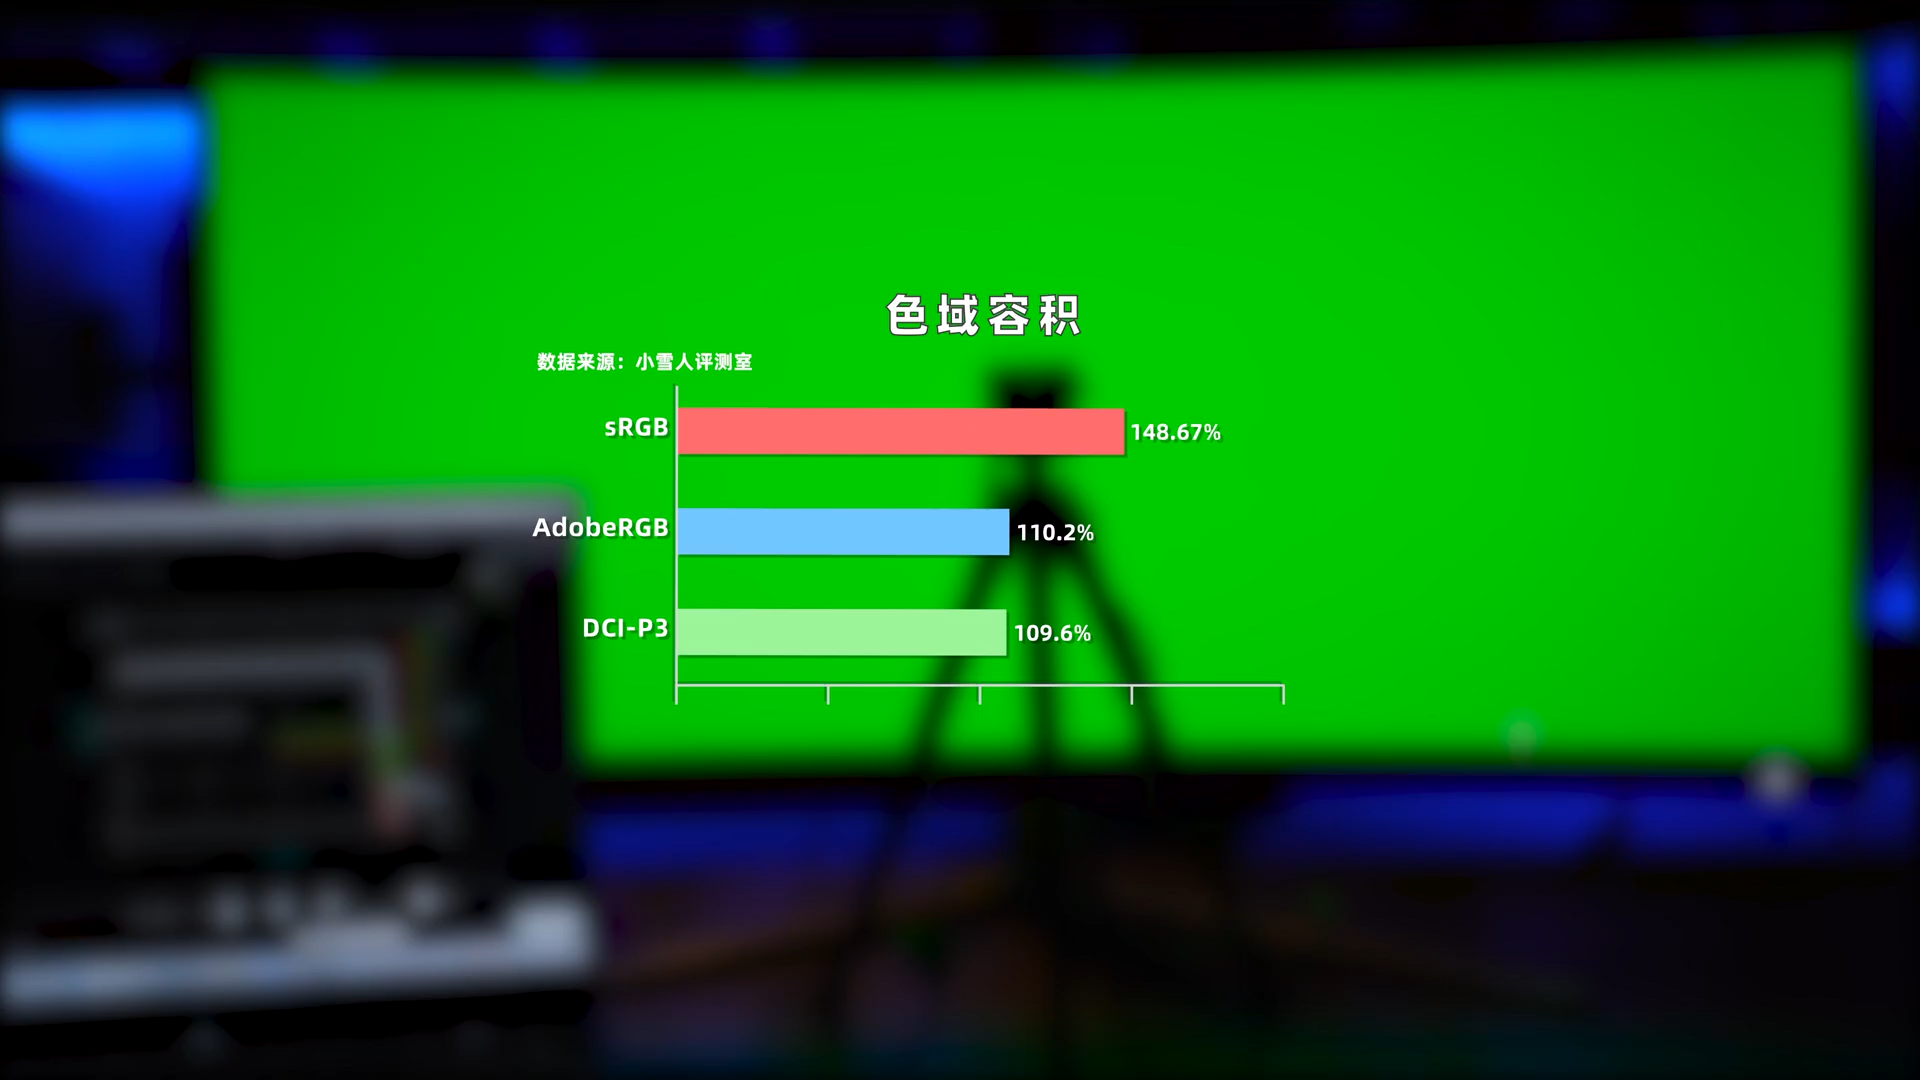 色域容积
数据来源：小雪人评测室
sRGB 148.67%
AdobeRGB 110.2%
DCI-P3 109.6%